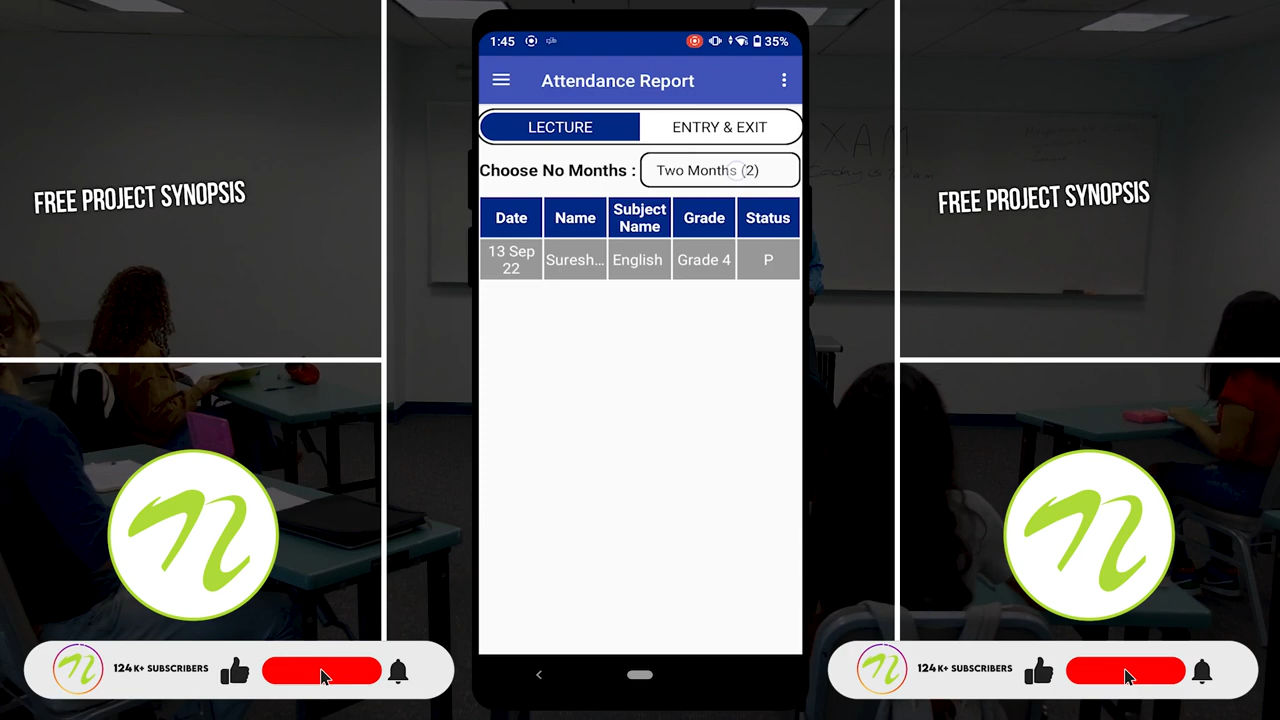 1:45
35%
Attendance Report
LECTURE
ENTRY & EXIT
Choose No Months :
Two Months (2)
Date
Name
Subject
Name
Grade
Status
13 Sep
22
Suresh...
English
Grade 4
P
FREE PROJECT SYNOPSIS
FREE PROJECT SYNOPSIS
124K+ SUBSCRIBERS
124K+ SUBSCRIBERS